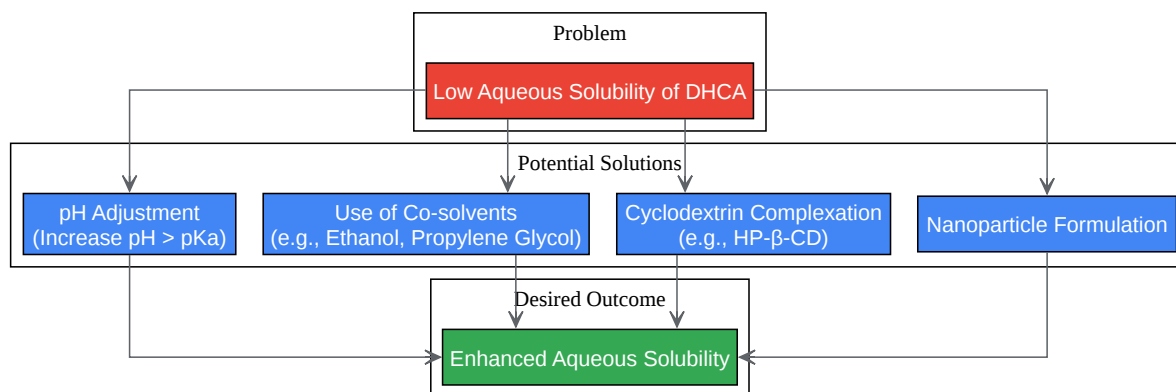 Problem
Low Aqueous Solubility of DHCA
Potential Solutions
pH Adjustment
(Increase pH > pKa)
Use of Co-solvents
(e.g., Ethanol, Propylene Glycol)
Cyclodextrin Complexation
(e.g., HP-β-CD)
Nanoparticle Formulation
Desired Outcome
Enhanced Aqueous Solubility